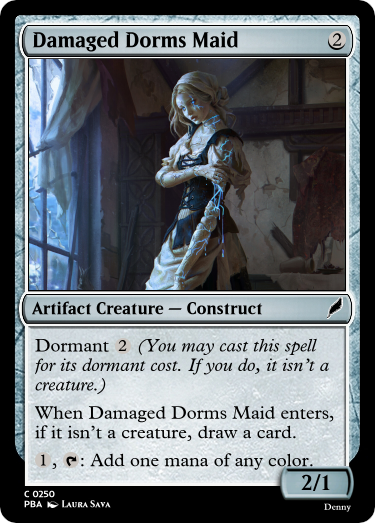 Damaged Dorms Maid 2
Artifact Creature — Construct
Dormant 2 (You may cast this spell
for its dormant cost. If you do, it isn't a
creature.)
When Damaged Dorms Maid enters,
if it isn't a creature, draw a card.
1, : Add one mana of any color.
2/1
C 0250
PBA LAURA SAVA
Denny